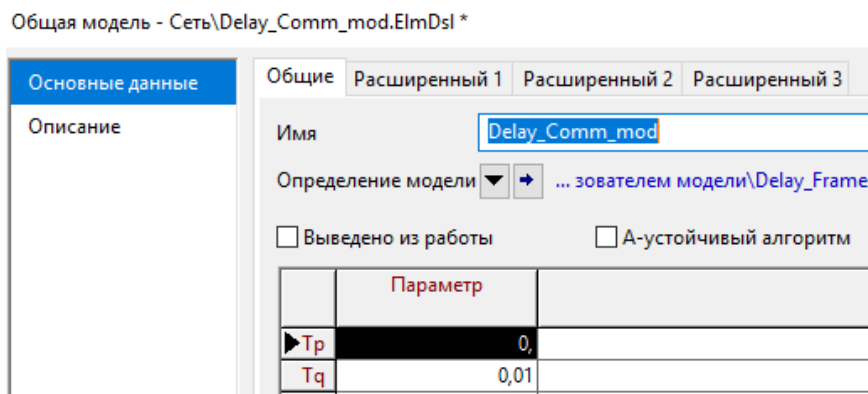 Общая модель - Сеть\Delay_Comm_mod.ElmDsl *
Основные данные
Описание
Общие Расширенный 1 Расширенный 2 Расширенный 3
Имя Delay_Comm_mod
Определение модели ... зователем модели\Delay_Frame
Выведено из работы А-устойчивый алгоритм
Параметр
Tp 0,
Tq 0,01